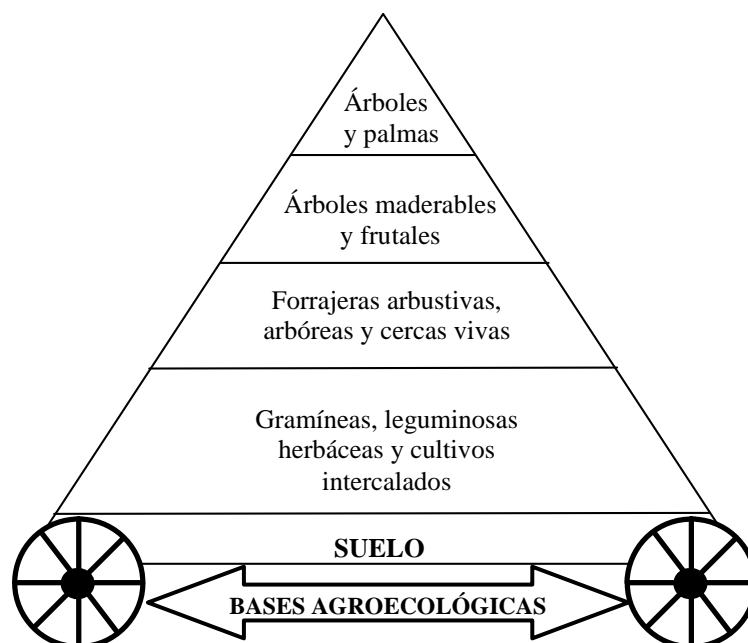 Árboles
y palmas
Árboles maderables
y frutales
Forrajeras arbustivas,
arbóreas y cercas vivas
Gramíneas, leguminosas
herbáceas y cultivos
intercalados
SUELO
BASES AGROECOLÓGICAS